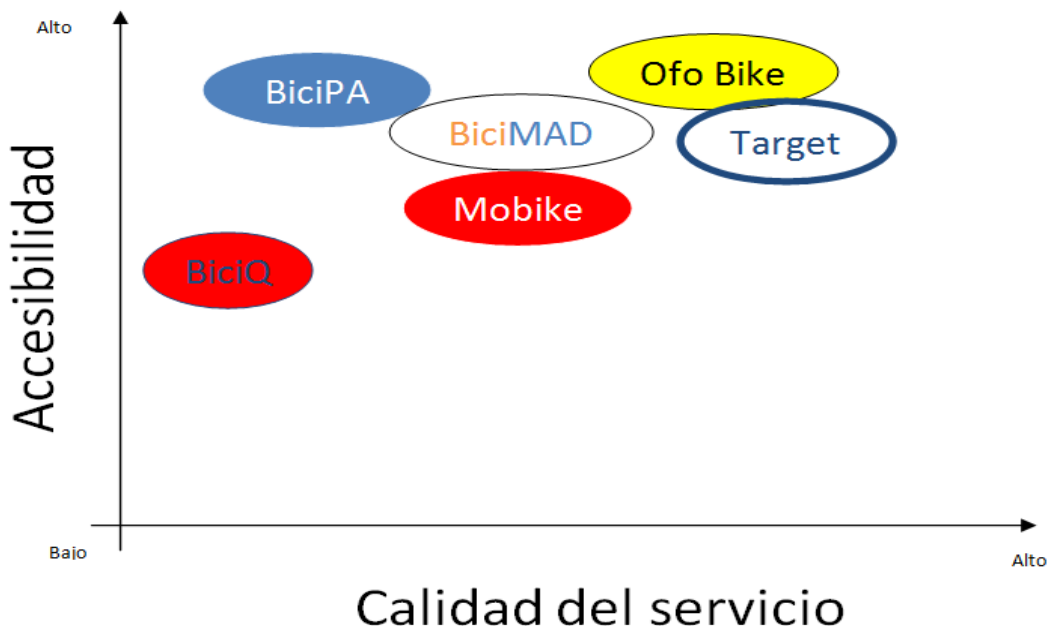 Alto
Ofo Bike
BiciPA
BiciMAD
Target
Mobike
BiciQ
Accesibilidad
Bajo
Alto
Calidad del servicio